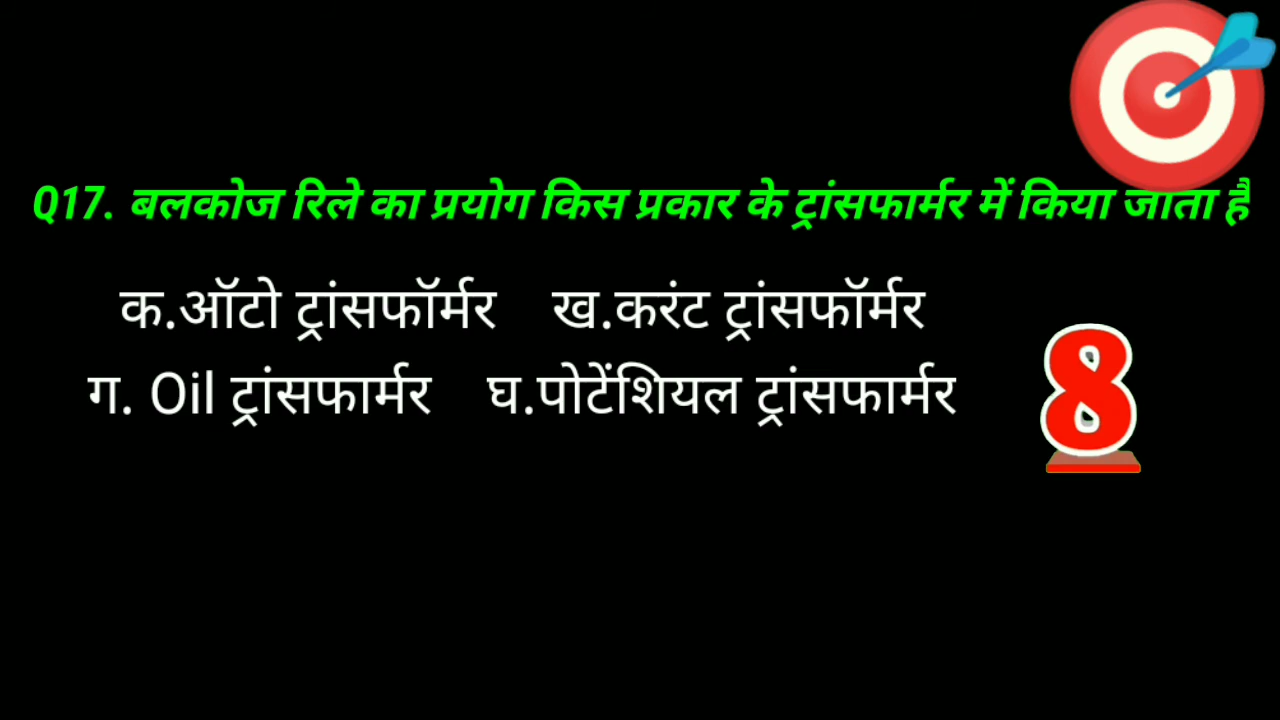 Q17. बलकोज रिले का प्रयोग किस प्रकार के ट्रांसफार्मर में किया जाता है
क.ऑटो ट्रांसफॉर्मर ख.करंट ट्रांसफॉर्मर
ग. Oil ट्रांसफार्मर घ.पोटेंशियल ट्रांसफार्मर
8